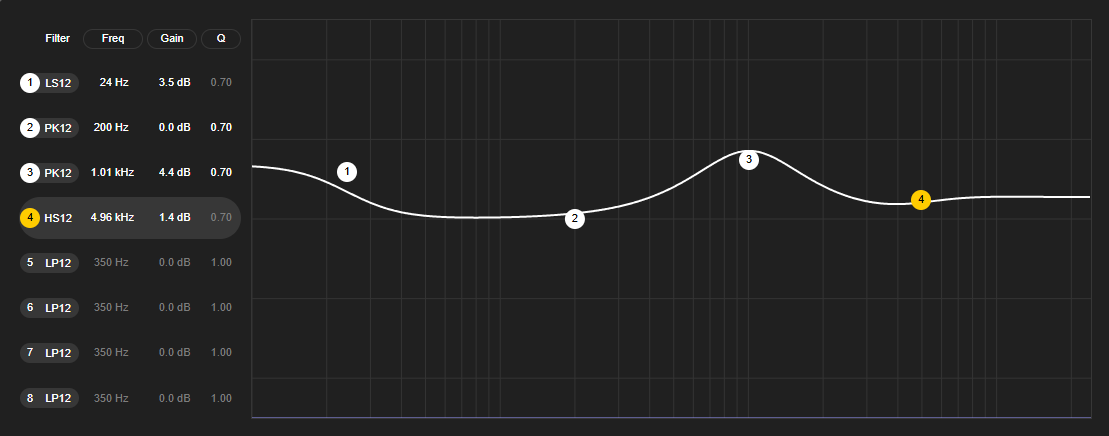 Filter Freq Gain Q
1 LS12 24 Hz 3.5 dB 0.70
2 PK12 200 Hz 0.0 dB 0.70
3 PK12 1.01 kHz 4.4 dB 0.70
4 HS12 4.96 kHz 1.4 dB 0.70
5 LP12 350 Hz 0.0 dB 1.00
6 LP12 350 Hz 0.0 dB 1.00
7 LP12 350 Hz 0.0 dB 1.00
8 LP12 350 Hz 0.0 dB 1.00
1
2
3
4